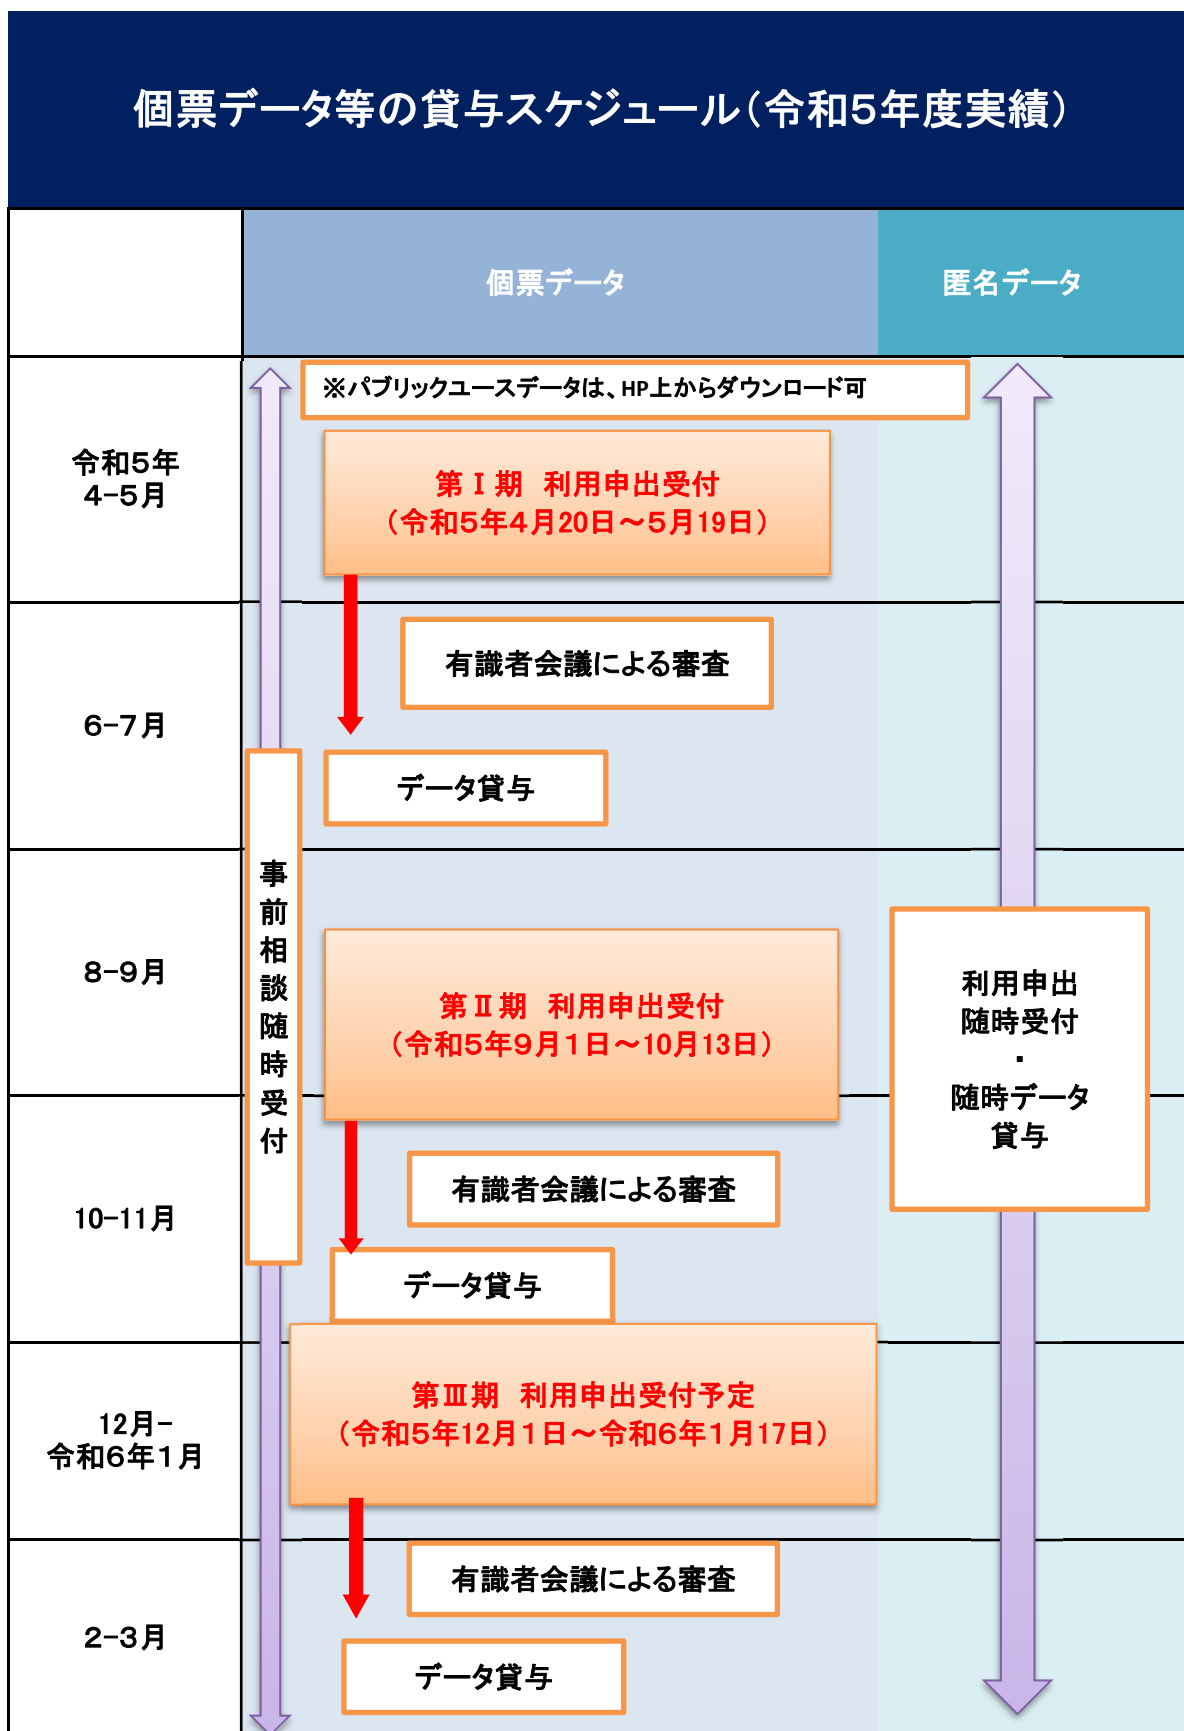 個票データ等の貸与スケジュール（令和５年度実績）
個票データ
匿名データ
※パブリックユースデータは、HP上からダウンロード可
令和５年
４－５月
第Ⅰ期　利用申出受付
（令和５年４月20日～５月19日）
有識者会議による審査
６－７月
データ貸与
事前相談随時受付
８－９月
第Ⅱ期　利用申出受付
（令和５年９月１日～10月13日）
利用申出
随時受付
・
随時データ
貸与
有識者会議による審査
10－11月
データ貸与
第Ⅲ期　利用申出受付予定
（令和５年12月１日～令和６年１月17日）
12月－
令和６年１月
有識者会議による審査
２－３月
データ貸与